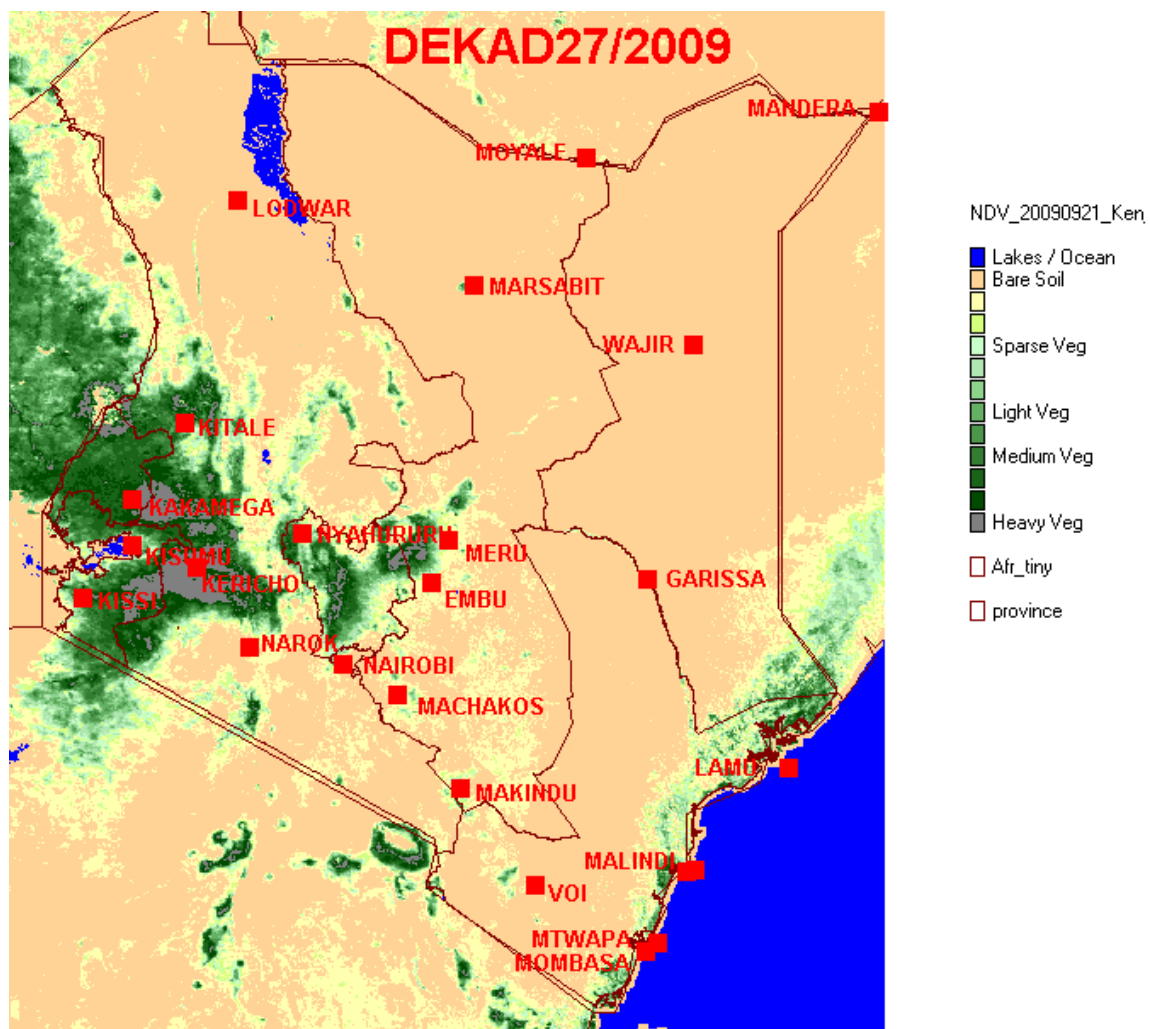 DEKAD27/2009
MANDERA
MOYALE
LODWAR
MARSABIT
WAJIR
KITALE
KAKAMEGA
NYAHURURU
KISUMU
MERU
KERICHO
GARISSA
KISSI
EMBU
NAROK
NAIROBI
MACHAKOS
LAMU
MAKINDU
MALINDI
VOI
MTWAPA
MOMBASA
NDV_20090921_Ken
Lakes / Ocean
Bare Soil
Sparse Veg
Light Veg
Medium Veg
Heavy Veg
Afr_tiny
province